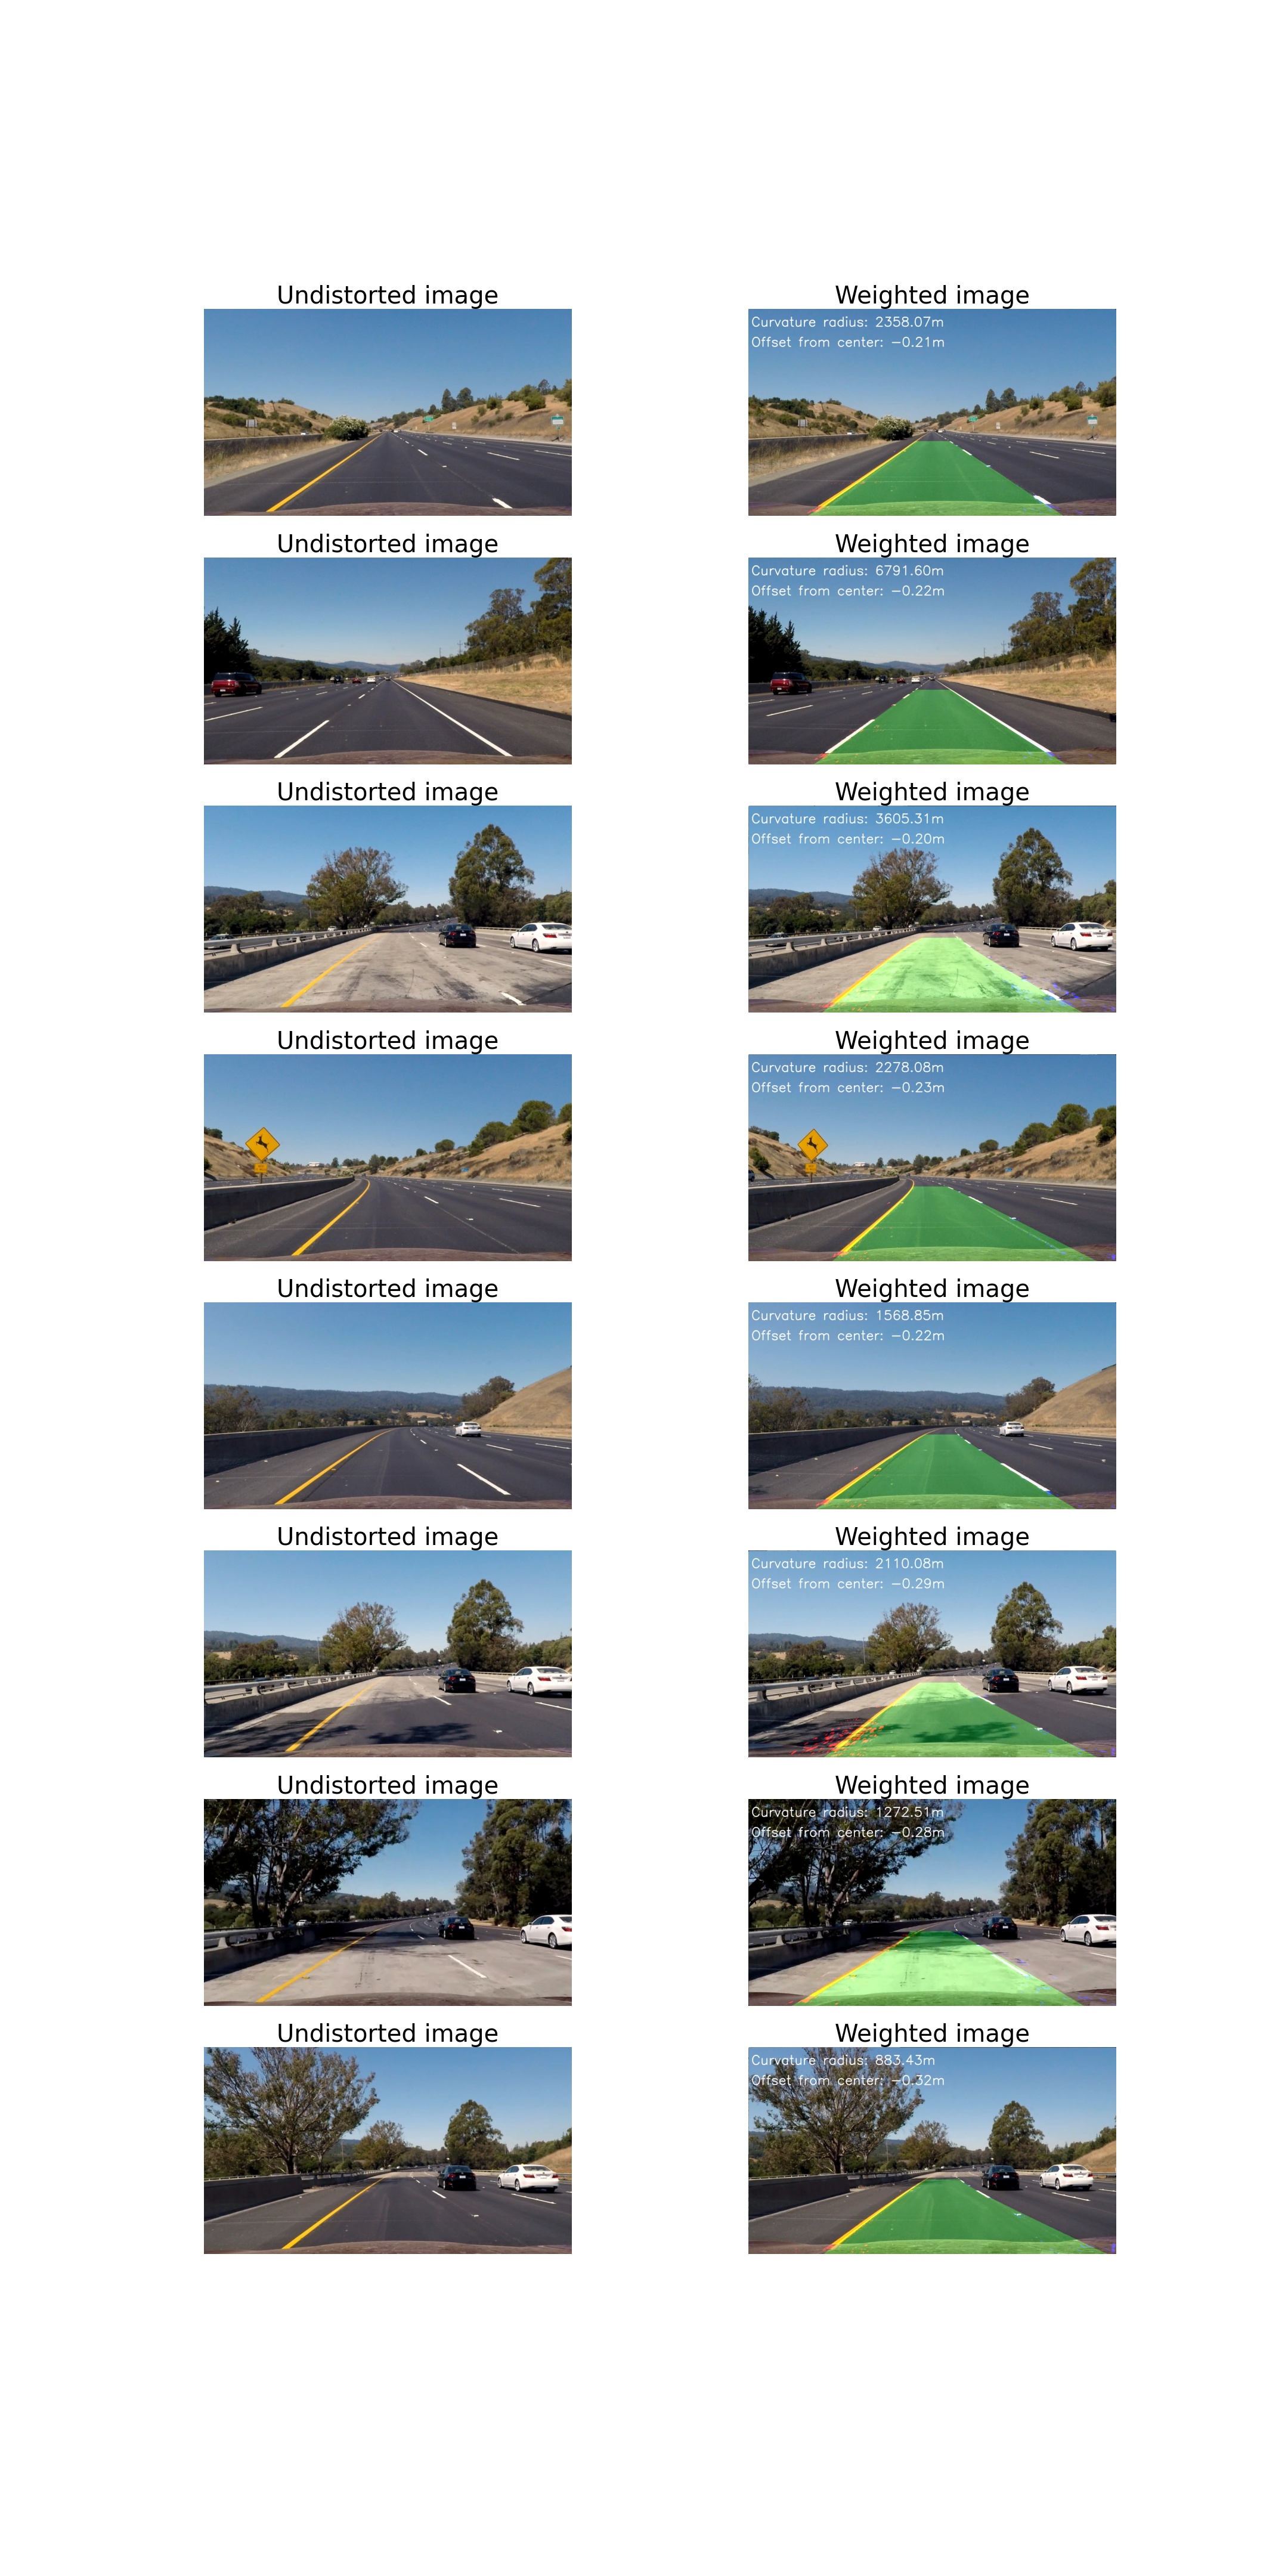 Undistorted image
Weighted image
Curvature radius: 2358.07m
Offset from center: -0.21m
Undistorted image
Weighted image
Curvature radius: 6791.60m
Offset from center: -0.22m
Undistorted image
Weighted image
Curvature radius: 3605.31m
Offset from center: -0.20m
Undistorted image
Weighted image
Curvature radius: 2278.08m
Offset from center: -0.23m
Undistorted image
Weighted image
Curvature radius: 1568.85m
Offset from center: -0.22m
Undistorted image
Weighted image
Curvature radius: 2110.08m
Offset from center: -0.29m
Undistorted image
Weighted image
Curvature radius: 1272.51m
Offset from center: -0.28m
Undistorted image
Weighted image
Curvature radius: 883.43m
Offset from center: -0.32m